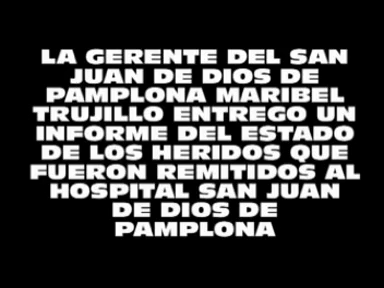 LA GERENTE DEL SAN
JUAN DE DIOS DE
PAMPLONA MARIBEL
TRUJILLO ENTREGO UN
INFORME DEL ESTADO
DE LOS HERIDOS QUE
FUERON REMITIDOS AL
HOSPITAL SAN JUAN
DE DIOS DE
PAMPLONA